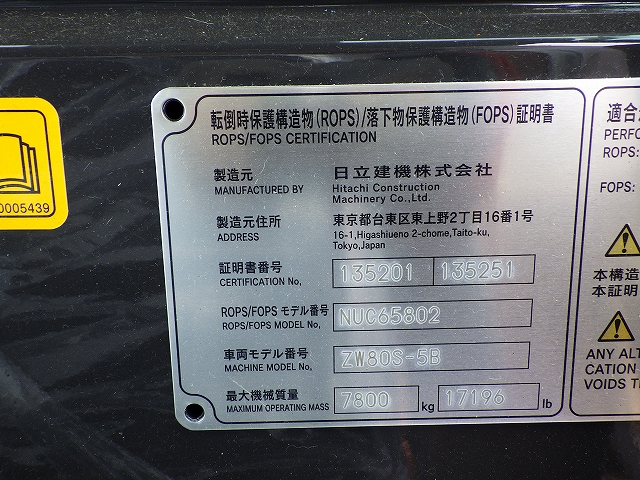 転倒時保護構造物(ROPS)/落下物保護構造物(FOPS)証明書
ROPS/FOPS CERTIFICATION
製造元 日立建機株式会社
MANUFACTURED BY Hitachi Construction
Machinery Co.,Ltd.
製造元住所 東京都台東区東上野2丁目16番1号
ADDRESS 16-1,Higashiueno 2-chome,Taito-ku,
Tokyo,Japan
証明書番号 135201 135251
CERTIFICATION No,
ROPS/FOPS モデル番号 NUC65802
ROPS/FOPS MODEL No,
車両モデル番号 ZW80S-5B
MACHINE MODEL No,
最大機械質量 7800 kg 17196 lb
MAXIMUM OPERATING MASS
0005439
適合
PERFO
ROPS:
FOPS:
本構造
本証明
ANY ALT
CATION
VOIDS T